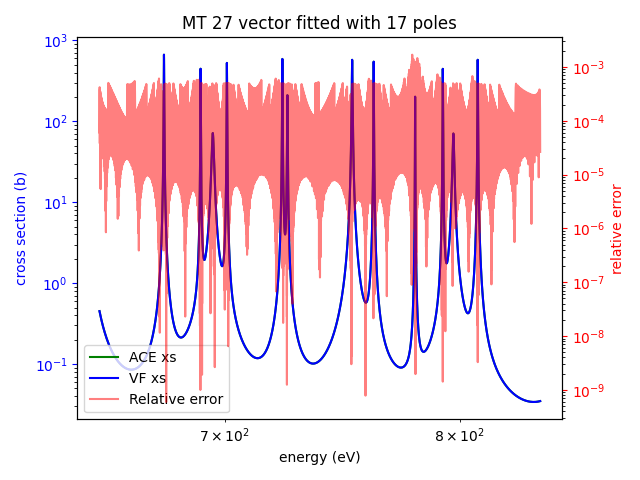 MT 27 vector fitted with 17 poles
10³
10²
10¹
10⁰
10⁻¹
cross section (b)
10⁻³
10⁻⁴
10⁻⁵
10⁻⁶
10⁻⁷
10⁻⁸
10⁻⁹
relative error
ACE xs
VF xs
Relative error
7 × 10² 8 × 10²
energy (eV)